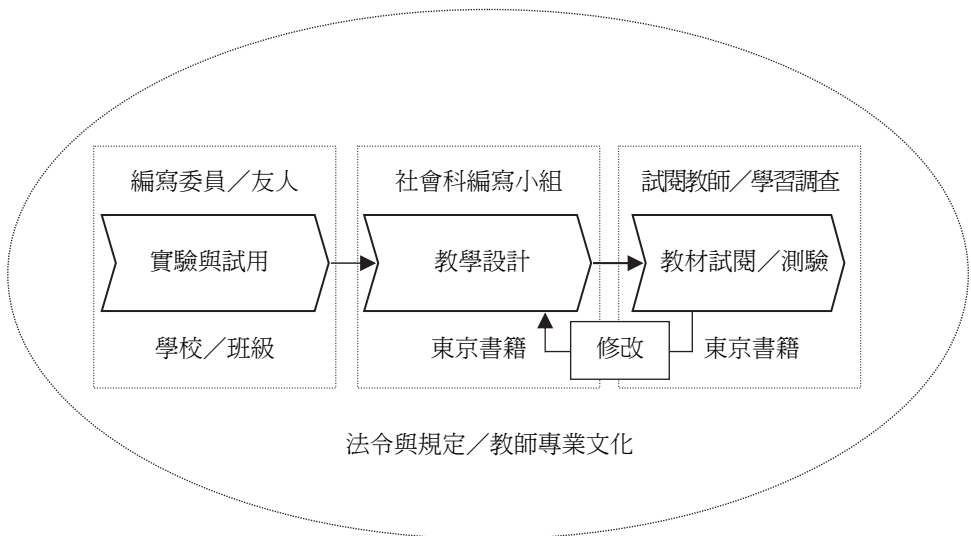 編寫委員／友人
實驗與試用
學校／班級
社會科編寫小組
教學設計
東京書籍
試閱教師／學習調查
教材試閱／測驗
東京書籍
修改
法令與規定／教師專業文化